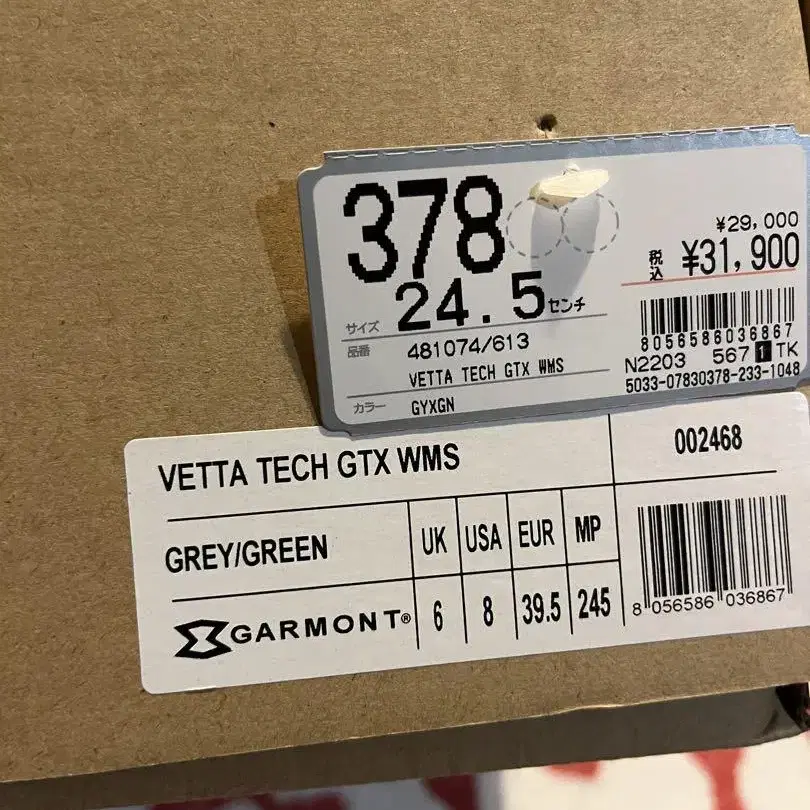 378
サイズ 24.5センチ
品番 481074/613
VETTA TECH GTX WMS
カラー GYXGN
¥29,000
税込 ¥31,900
8056586036867
N2203 567 1 TK
5033-07830378-233-1048
VETTA TECH GTX WMS 002468
GREY/GREEN UK USA EUR MP
GARMONT® 6 8 39.5 245
8 056586 036867